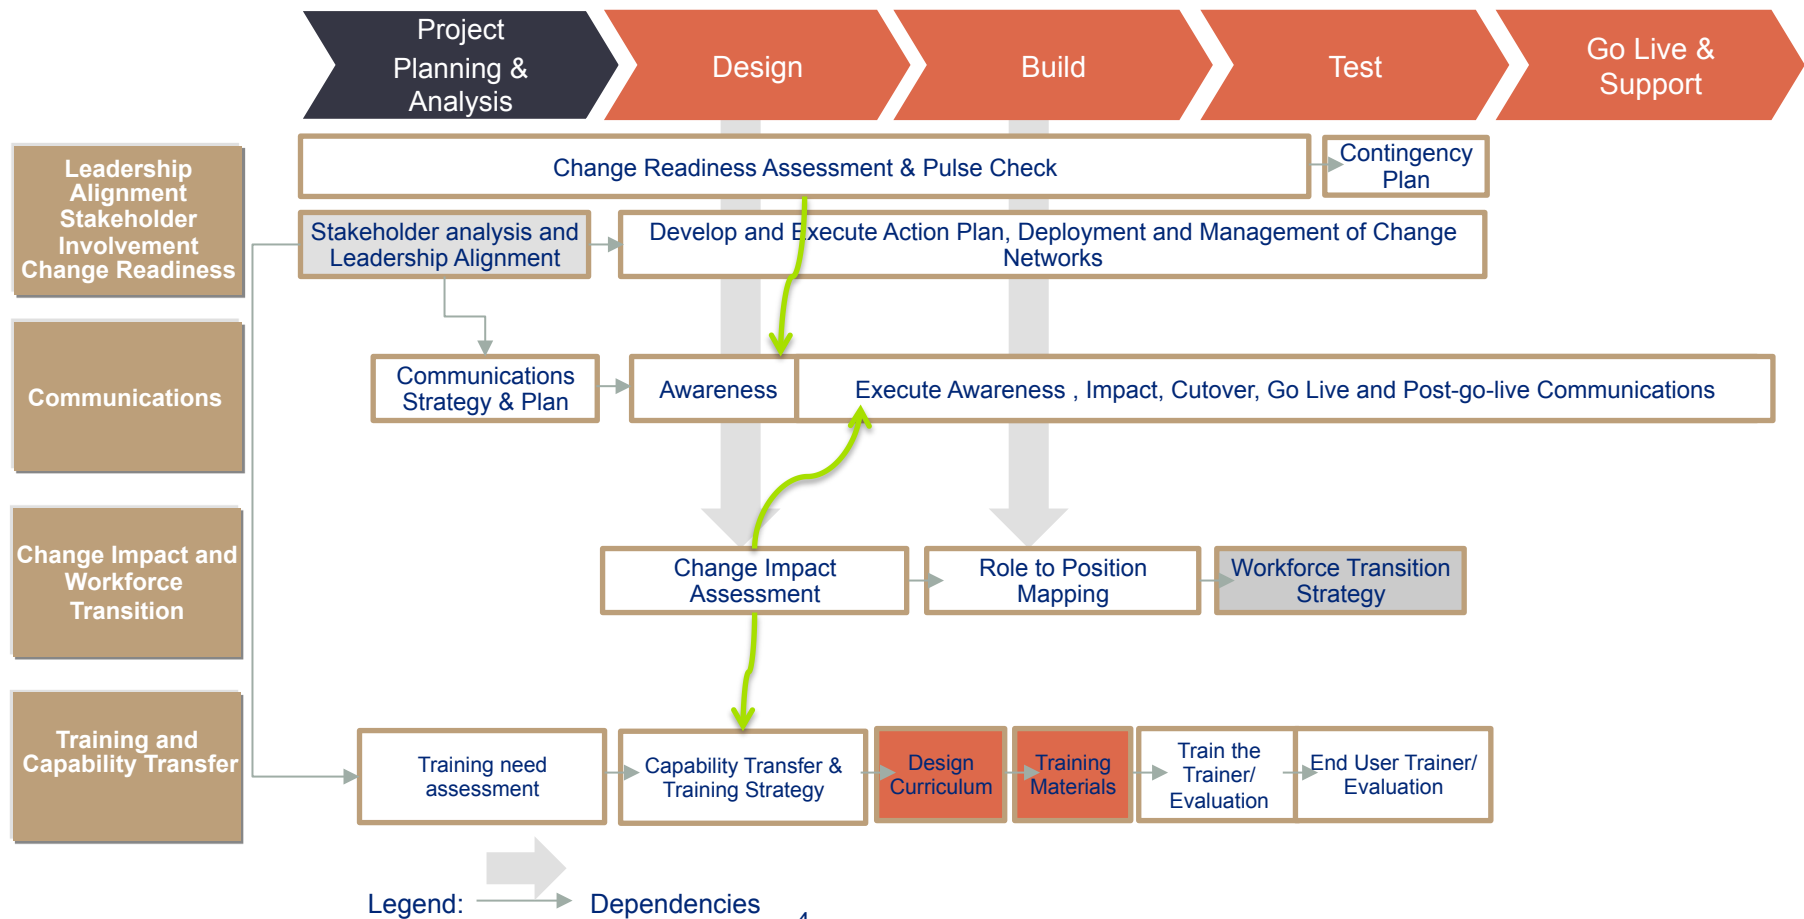 Project
Planning &
Analysis
Design
Build
Test
Go Live &
Support
Leadership
Alignment
Stakeholder
Involvement
Change Readiness
Change Readiness Assessment & Pulse Check
Contingency
Plan
Stakeholder analysis and
Leadership Alignment
Develop and Execute Action Plan, Deployment and Management of Change
Networks
Communications
Communications
Strategy & Plan
Awareness
Execute Awareness , Impact, Cutover, Go Live and Post-go-live Communications
Change Impact and
Workforce
Transition
Change Impact
Assessment
Role to Position
Mapping
Workforce Transition
Strategy
Training and
Capability Transfer
Training need
assessment
Capability Transfer &
Training Strategy
Design
Curriculum
Training
Materials
Train the
Trainer/
Evaluation
End User Trainer/
Evaluation
Legend:
Dependencies
4